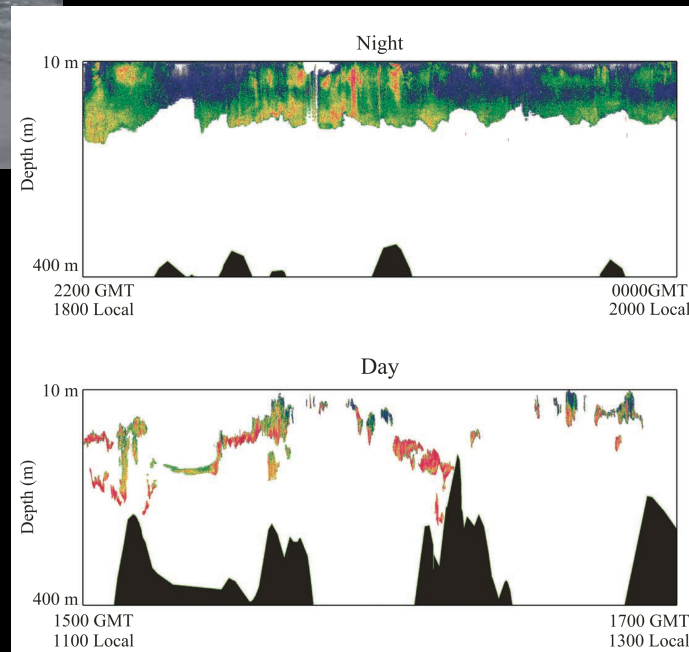 Night
10 m
Depth (m)
400 m
2200 GMT
1800 Local
0000GMT
2000 Local
Day
10 m
Depth (m)
400 m
1500 GMT
1100 Local
1700 GMT
1300 Local